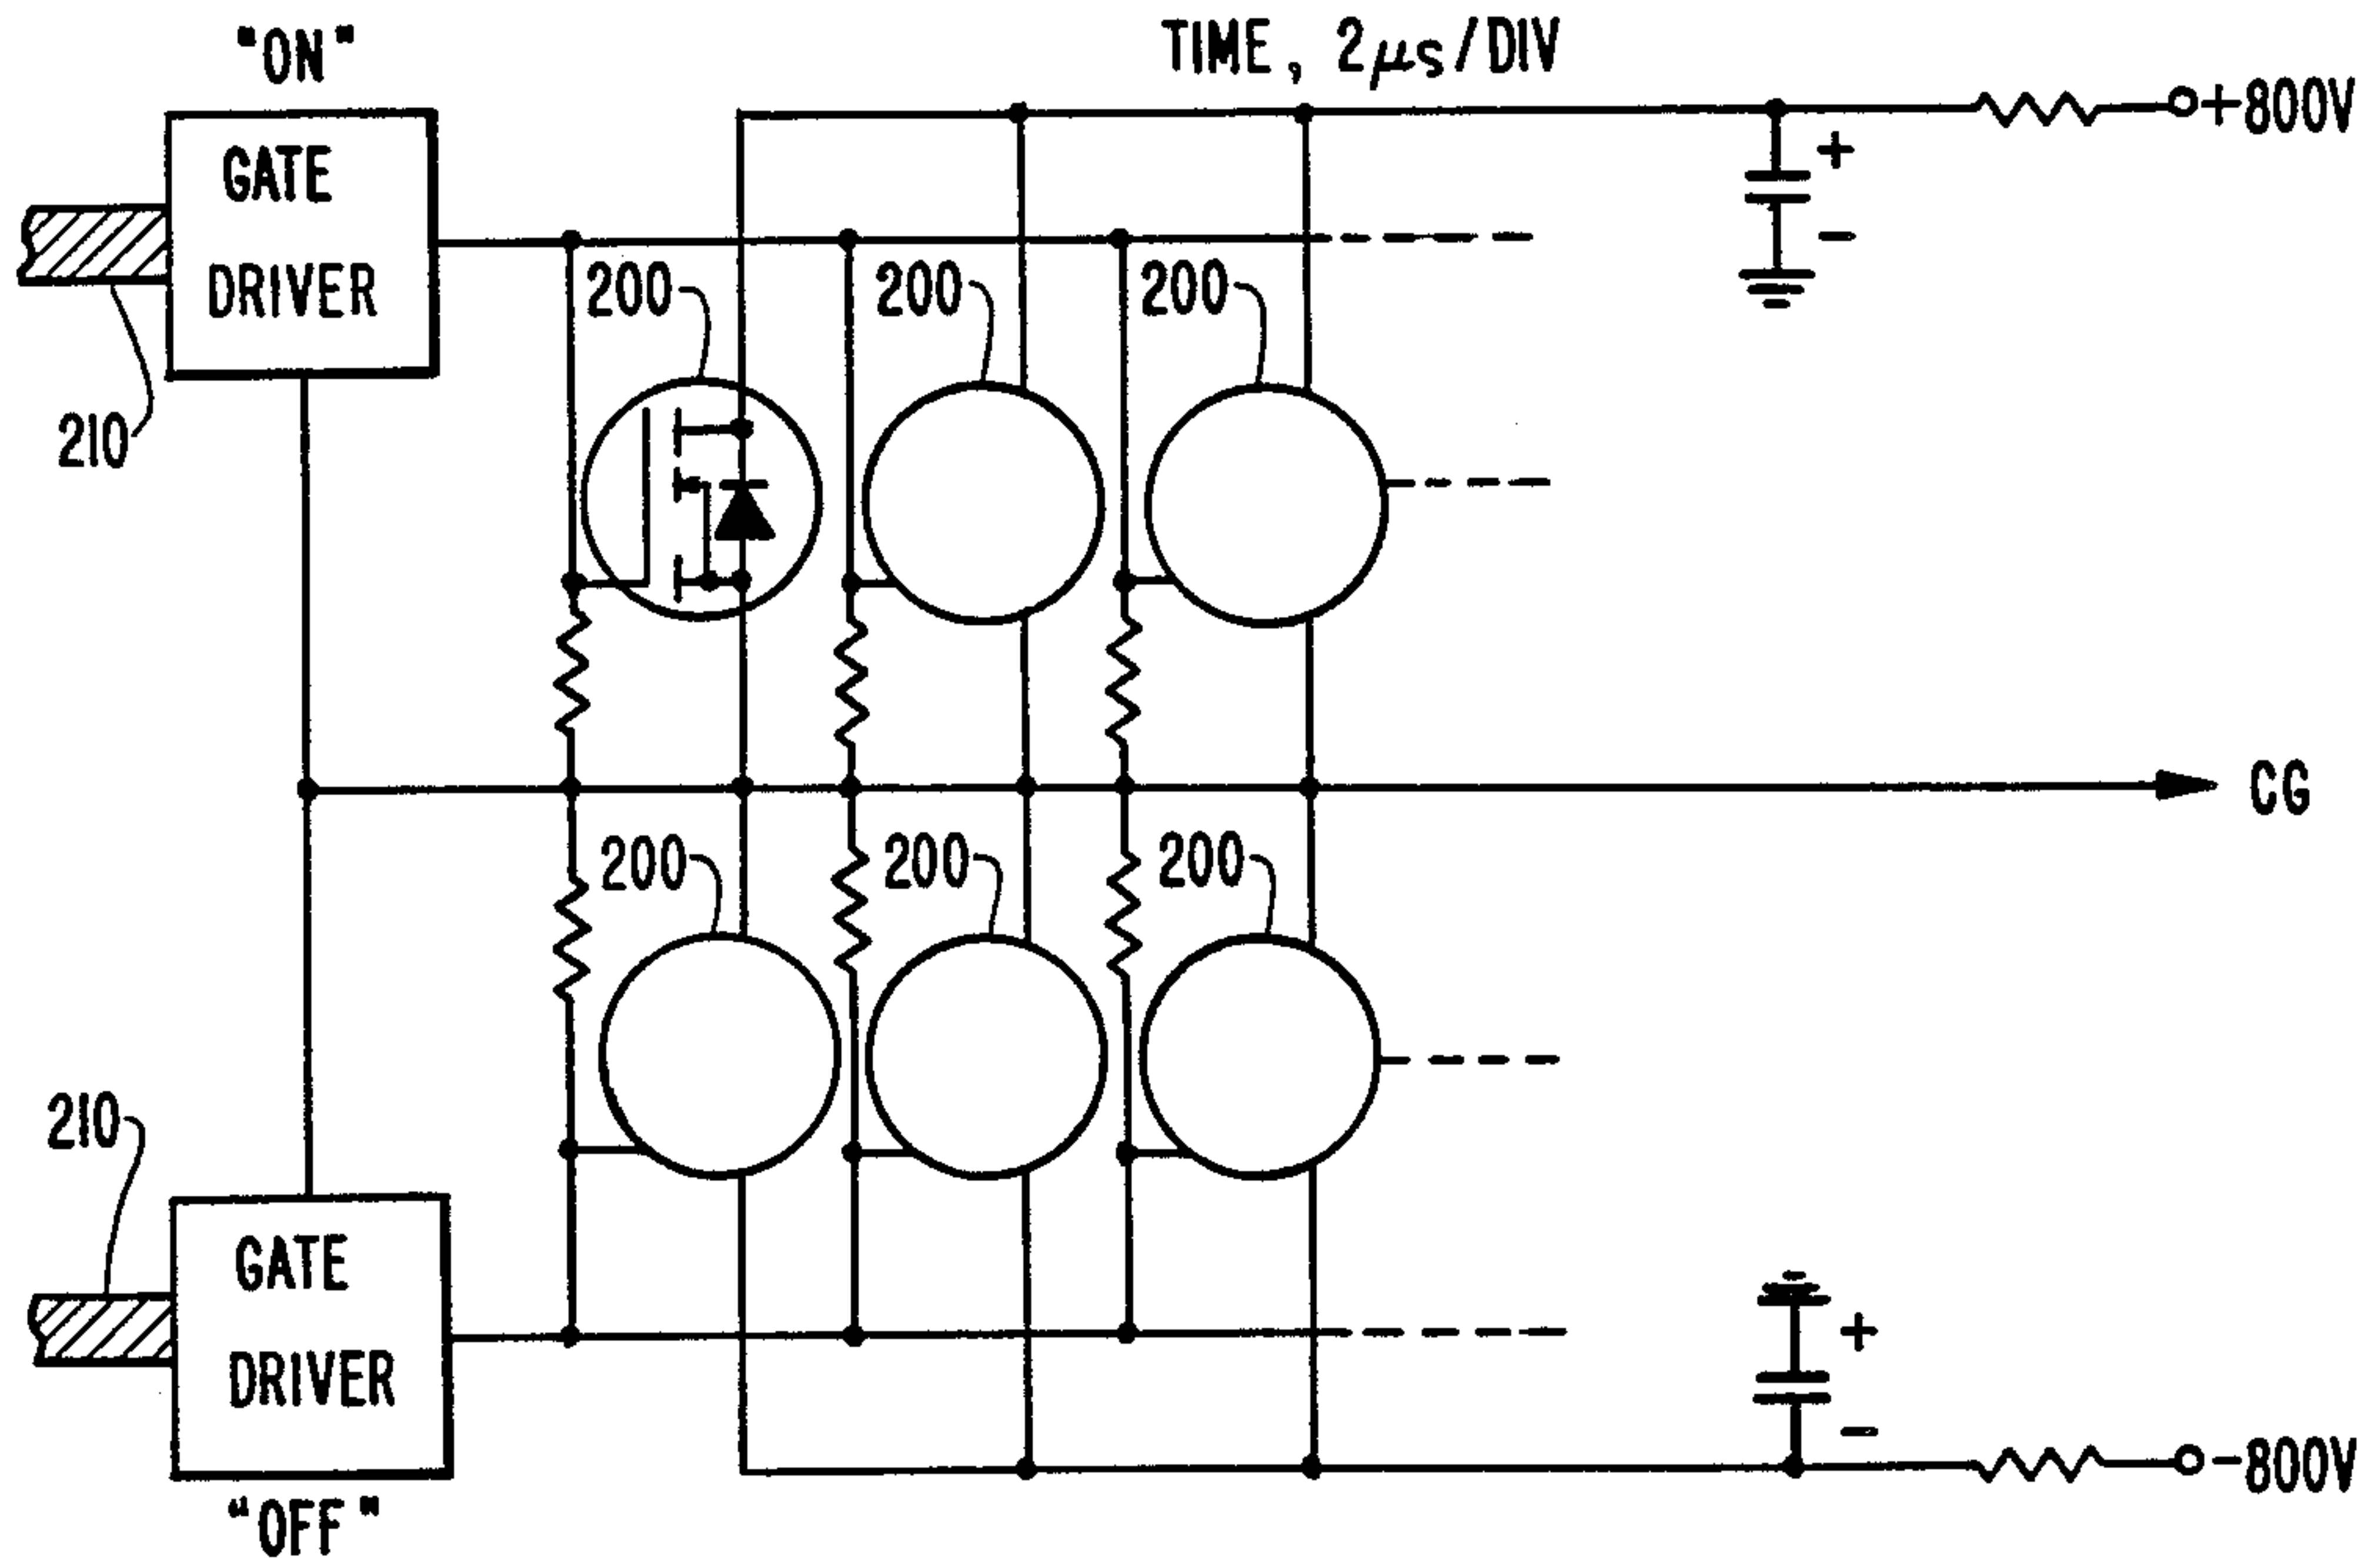 "ON"
TIME, 2μs/DIV
+800V
GATE
DRIVER
+
-
200
200
200
210
CG
200
200
200
210
GATE
DRIVER
+
-
-800V
"OFF"